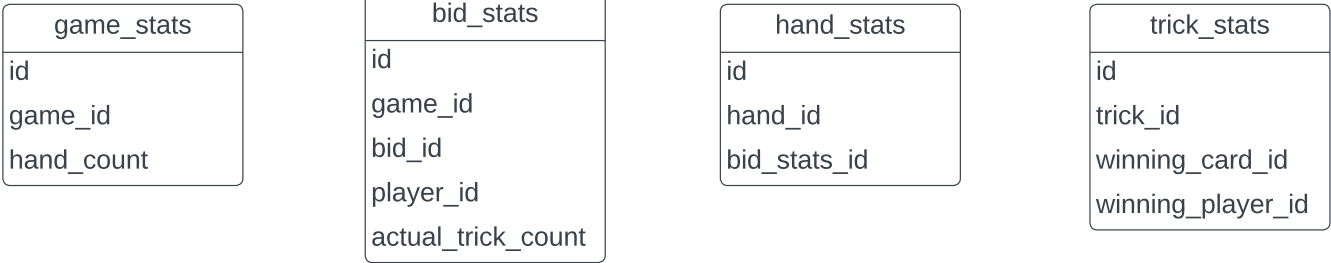 game_stats
id
game_id
hand_count
bid_stats
id
game_id
bid_id
player_id
actual_trick_count
hand_stats
id
hand_id
bid_stats_id
trick_stats
id
trick_id
winning_card_id
winning_player_id